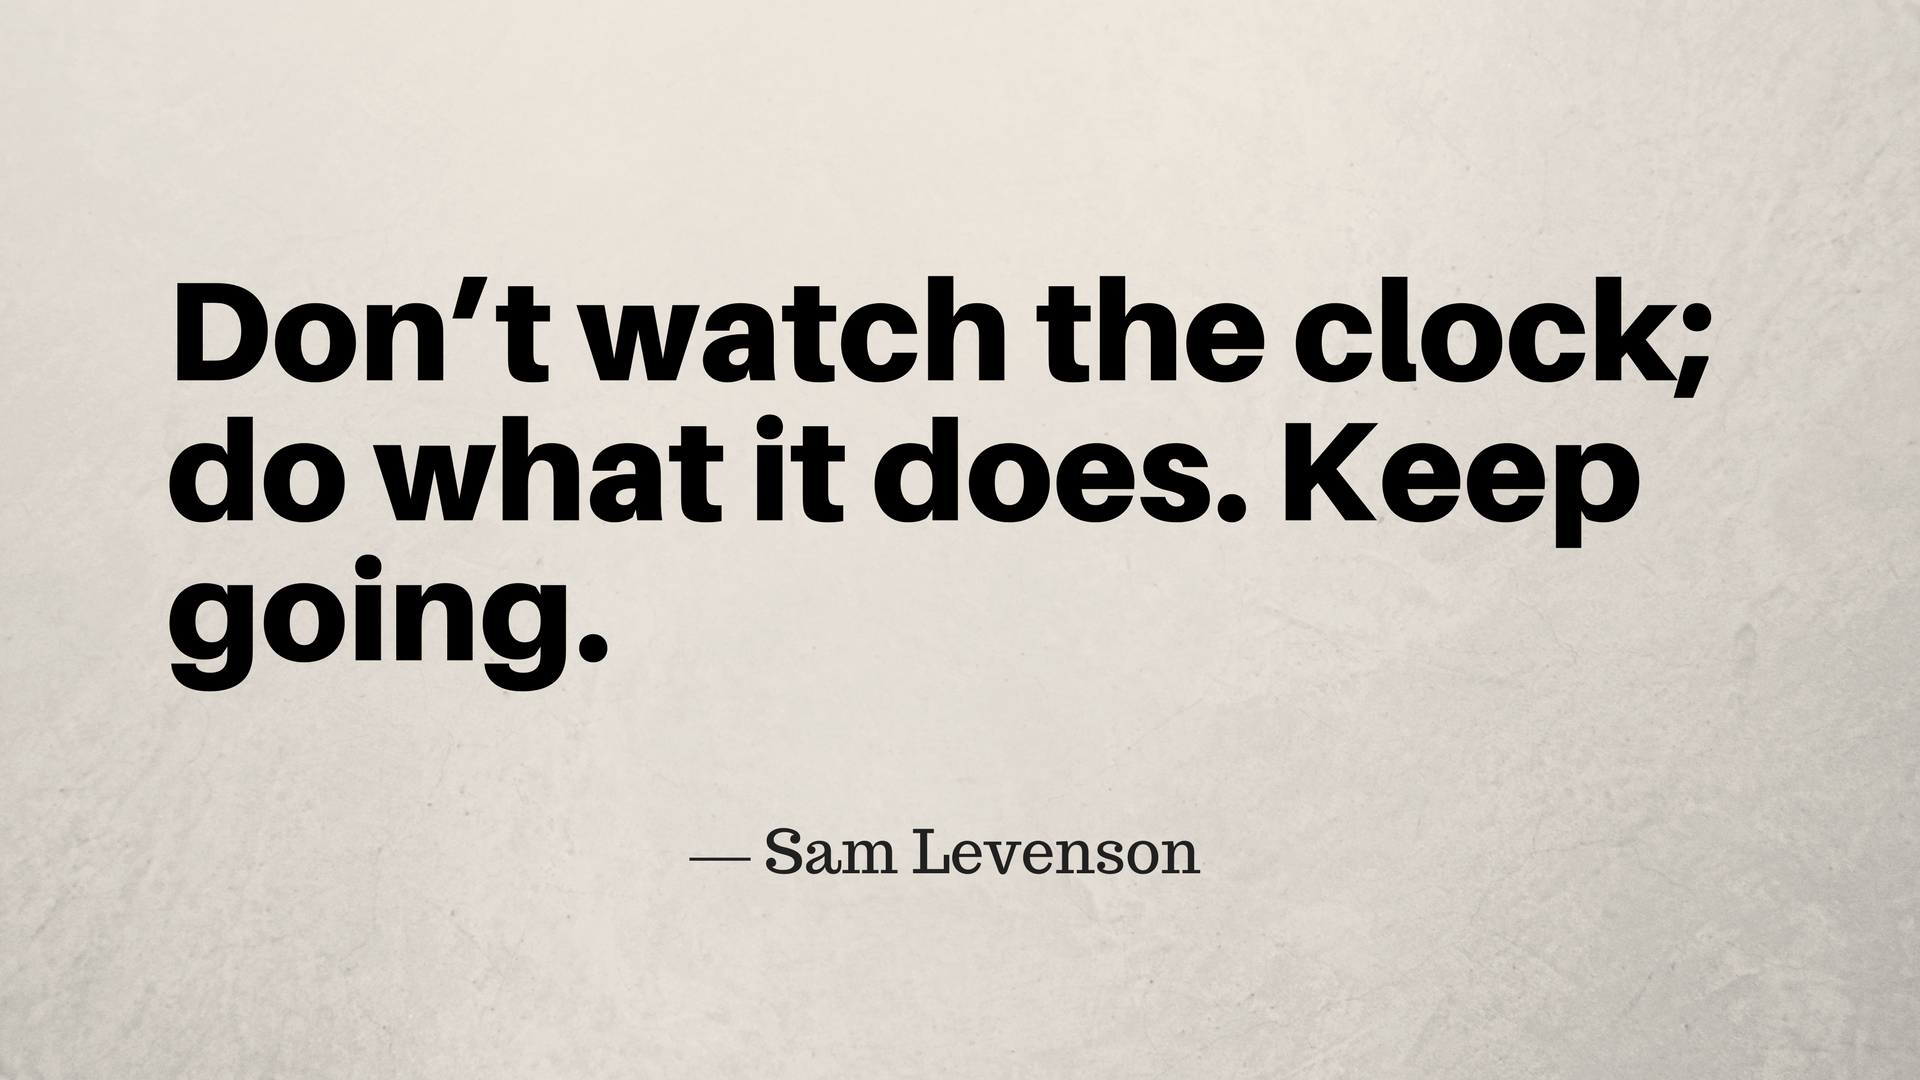 Don’t watch the clock;
do what it does. Keep
going.
— Sam Levenson